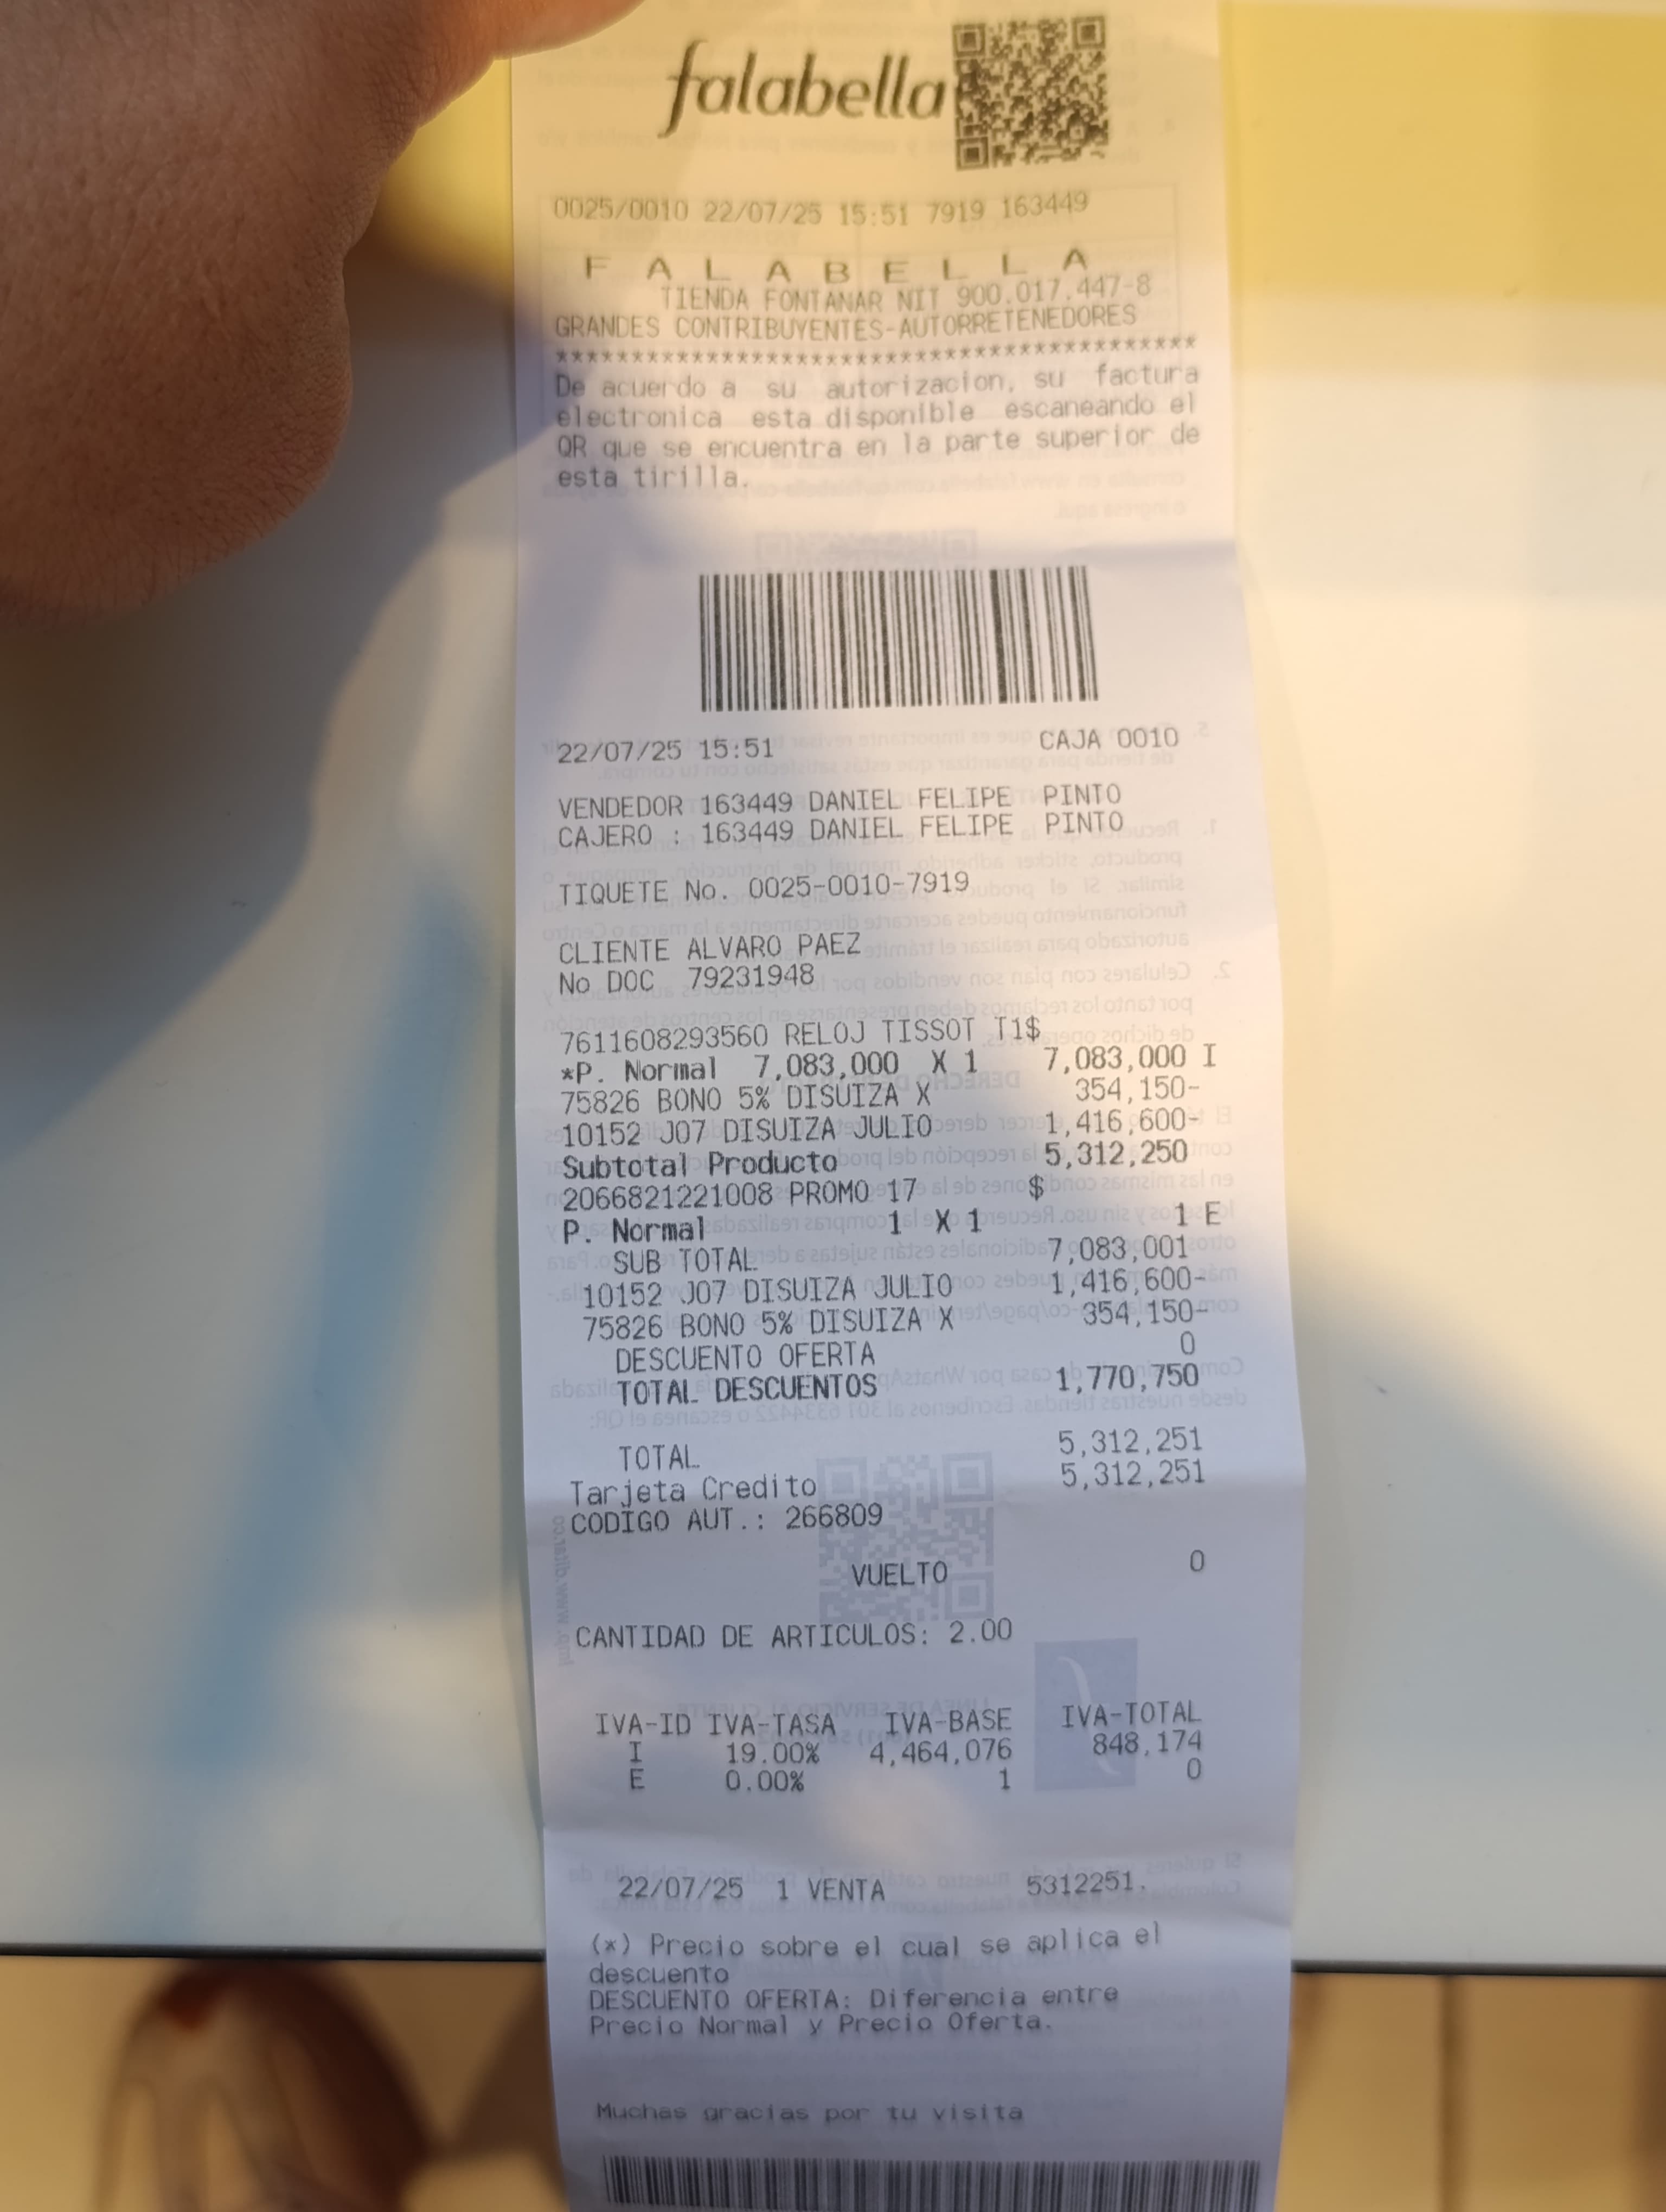 falabella
0025/0010 22/07/25 15:51 7919 163449
F A L A B E L L A
TIENDA FONTANAR NIT 900.017.447-8
GRANDES CONTRIBUYENTES-AUTORRETENEDORES
******************************************
De acuerdo a su autorizacion, su factura
electronica esta disponible escaneando el
QR que se encuentra en la parte superior de
esta tirilla.
22/07/25 15:51 CAJA 0010
VENDEDOR 163449 DANIEL FELIPE PINTO
CAJERO : 163449 DANIEL FELIPE PINTO
TIQUETE No. 0025-0010-7919
CLIENTE ALVARO PAEZ
No DOC 79231948
7611608293560 RELOJ TISSOT T1$
*P. Normal 7,083,000 X 1 7,083,000 I
75826 BONO 5% DISUIZA X 354,150-
10152 J07 DISUIZA JULIO 1,416,600-
Subtotal Producto 5,312,250
2066821221008 PROMO 17 $
P. Normal 1 X 1 1 E
SUB TOTAL 7,083,001
10152 J07 DISUIZA JULIO 1,416,600-
75826 BONO 5% DISUIZA X 354,150-
DESCUENTO OFERTA 0
TOTAL DESCUENTOS 1,770,750
TOTAL 5,312,251
Tarjeta Credito 5,312,251
CODIGO AUT.: 266809
VUELTO 0
CANTIDAD DE ARTICULOS: 2.00
IVA-ID IVA-TASA IVA-BASE IVA-TOTAL
I 19.00% 4,464,076 848,174
E 0.00% 1 0
22/07/25 1 VENTA 5312251.
(*) Precio sobre el cual se aplica el
descuento
DESCUENTO OFERTA: Diferencia entre
Precio Normal y Precio Oferta.
Muchas gracias por tu visita